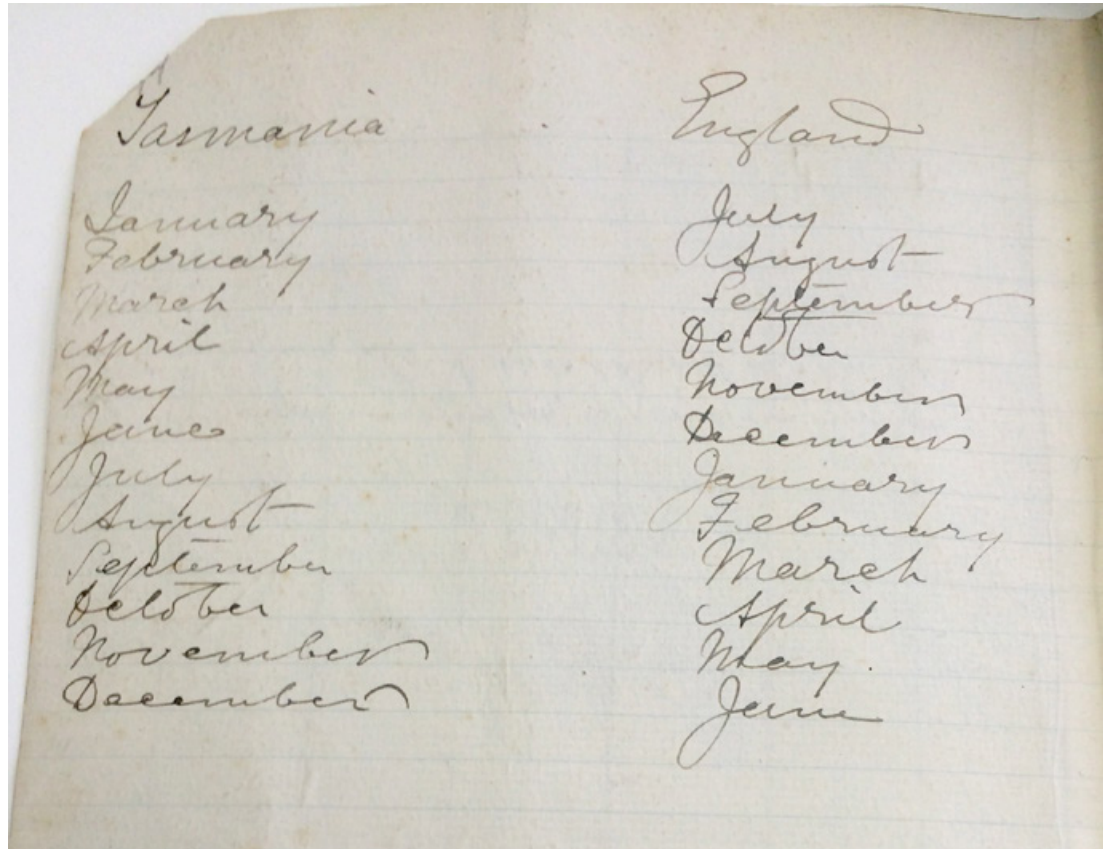 Tasmania England
January July
February August
March September
April October
May November
June December
July January
August February
September March
October April
November May.
December June